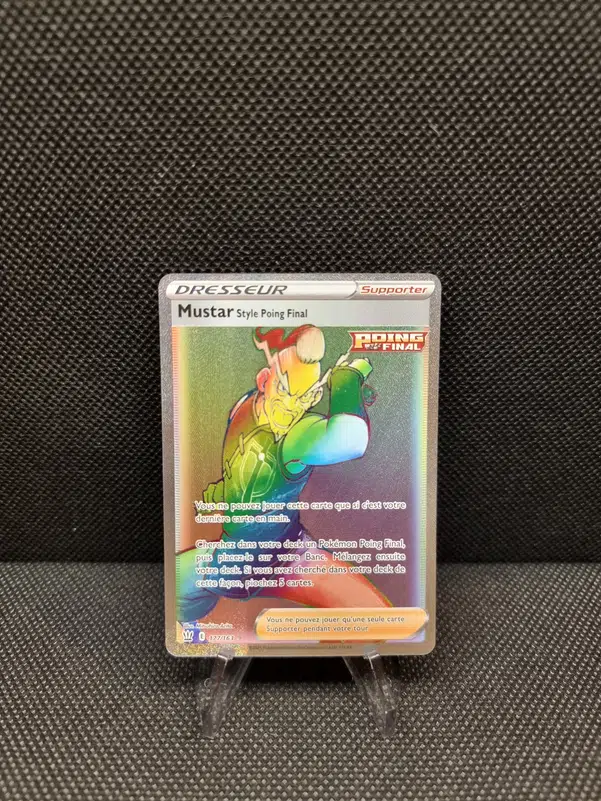 DRESSEUR Supporter
Mustar Style Poing Final
POING FINAL
Vous ne pouvez jouer cette carte que si c'est votre
dernière carte en main.
Cherchez dans votre deck un Pokémon Poing Final,
puis placez-le sur votre Banc. Mélangez ensuite
votre deck. Si vous avez cherché dans votre deck de
cette façon, piochez 5 cartes.
Vous ne pouvez jouer qu'une seule carte
Supporter pendant votre tour.
177/163